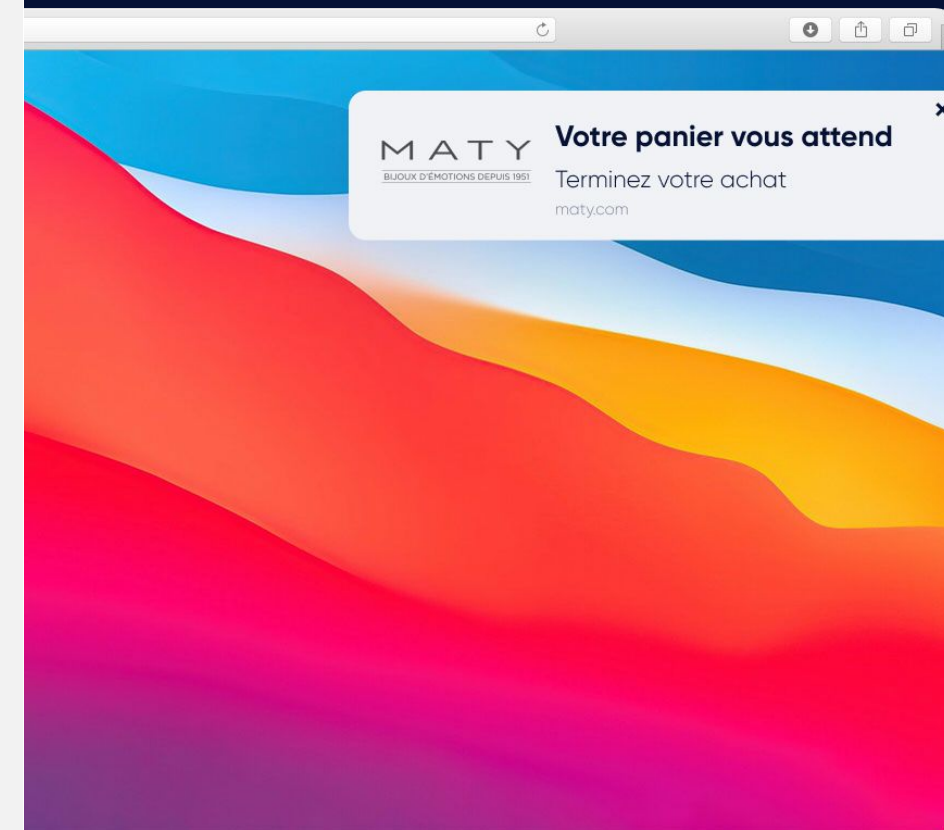 MATY
BIJOUX D'ÉMOTIONS DEPUIS 1951
Votre panier vous attend
Terminez votre achat
maty.com